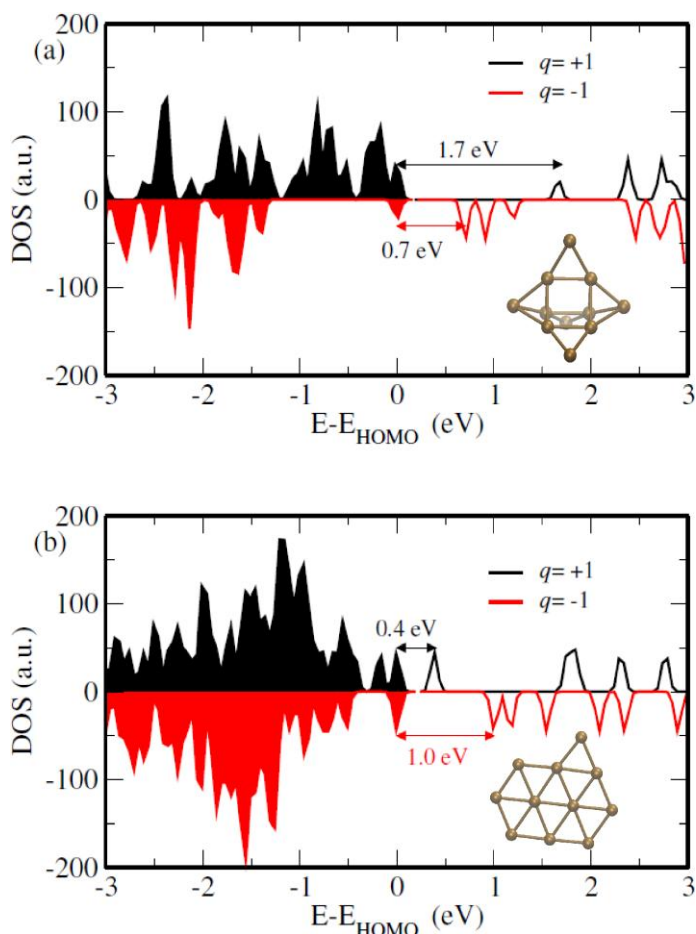 (a)
200
100
0
-100
-200
DOS (a.u.)
q= +1
q= -1
1.7 eV
0.7 eV
-3 -2 -1 0 1 2 3
E-E_HOMO (eV)
(b)
200
100
0
-100
-200
DOS (a.u.)
q= +1
q= -1
0.4 eV
1.0 eV
-3 -2 -1 0 1 2 3
E-E_HOMO (eV)